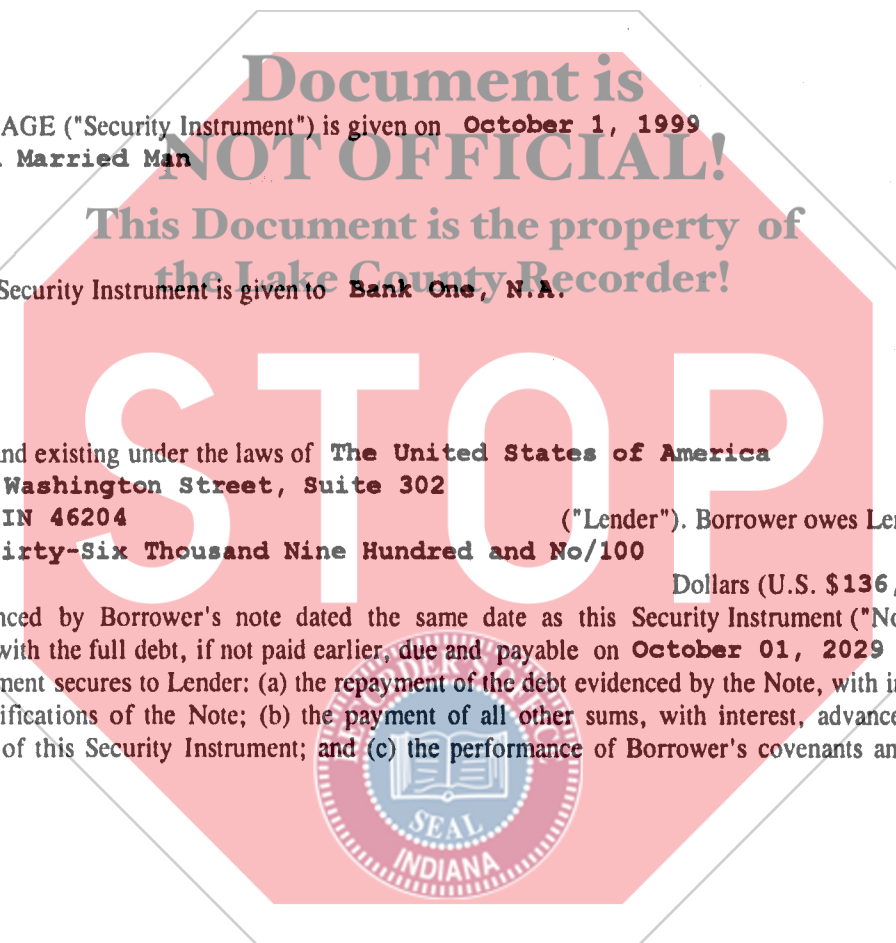 Document is
AGE ("Security Instrument") is given on October 1, 1999
. Married Man
NOT OFFICIAL!
This Document is the property of
the Lake County Recorder!
Security Instrument is given to Bank One, N.A.
STOP
nd existing under the laws of The United States of America
Washington Street, Suite 302
IN 46204 ("Lender"). Borrower owes Le
irty-Six Thousand Nine Hundred and No/100
Dollars (U.S. $136,
nced by Borrower's note dated the same date as this Security Instrument ("No
with the full debt, if not paid earlier, due and payable on October 01, 2029
ment secures to Lender: (a) the repayment of the debt evidenced by the Note, with i
ifications of the Note; (b) the payment of all other sums, with interest, advance
of this Security Instrument; and (c) the performance of Borrower's covenants an
SEAL
INDIANA